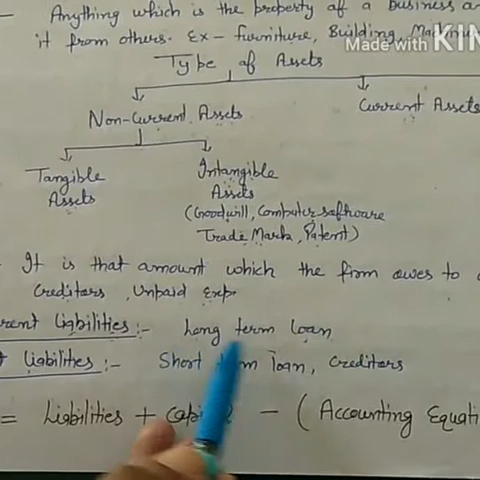 - Anything which is the property of a Business a
it from others. Ex- furniture, Building, Machine
Made with KIN
Type of Assets
Non-Current Assets
Current Assets
Tangible Assets
Intangible Assets
(Goodwill, Computer software
Trade Mark, Patent)
- It is that amount which the firm owes to
Creditors, Unpaid Exp.
rent Liabilities:- Long term loan
t Liabilities:- Short term loan, Creditors
= Liabilities + Capital - (Accounting Equati